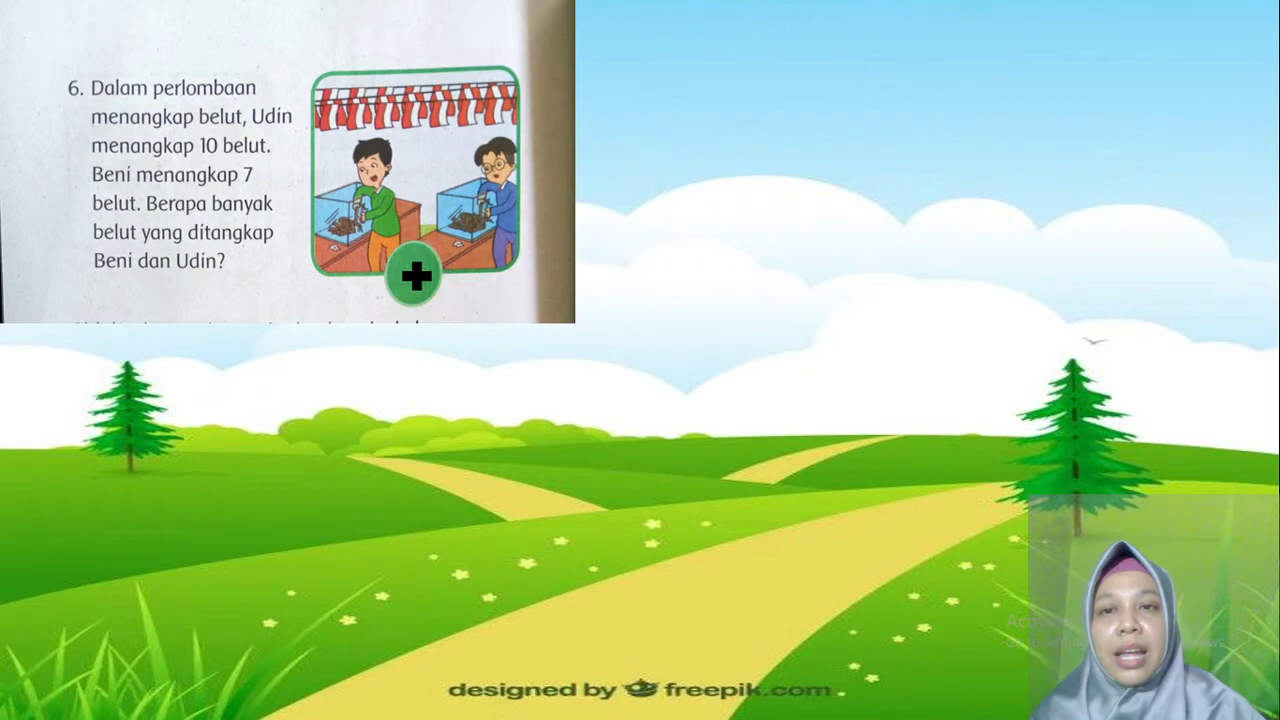 6. Dalam perlombaan
menangkap belut, Udin
menangkap 10 belut.
Beni menangkap 7
belut. Berapa banyak
belut yang ditangkap
Beni dan Udin?
designed by freepik.com